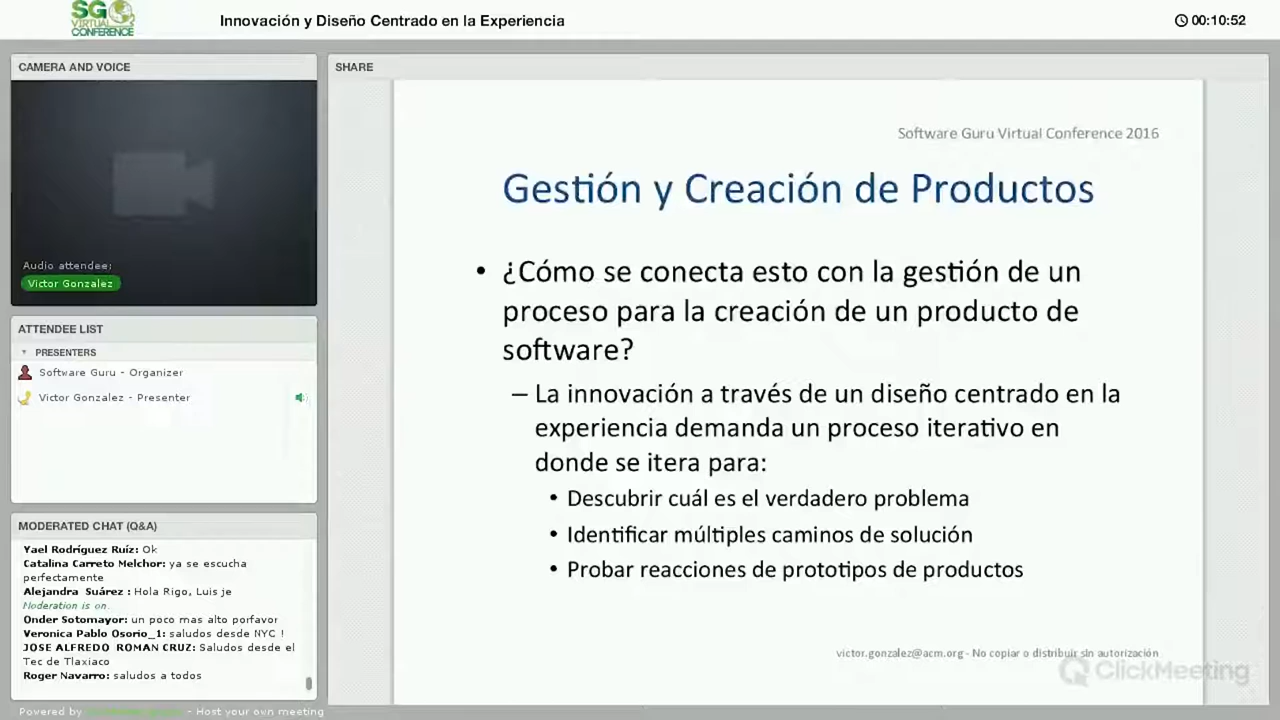 SG
VIRTUAL
CONFERENCE
Innovación y Diseño Centrado en la Experiencia
00:10:52
CAMERA AND VOICE
Audio attendee;
Victor Gonzalez
ATTENDEE LIST
PRESENTERS
Software Guru - Organizer
Victor Gonzalez - Presenter
MODERATED CHAT (Q&A)
Yael Rodríguez Ruíz: Ok
Catalina Carreto Melchor: ya se escucha
perfectamente
Alejandra Suárez : Hola Rigo, Luis je
Moderation is on.
Onder Sotomayor: un poco mas alto porfavor
Veronica Pablo Osorio_1: saludos desde NYC !
JOSE ALFREDO ROMAN CRUZ: Saludos desde el
Tec de Tlaxiaco
Roger Navarro: saludos a todos
Powered by - Host your own meeting
SHARE
Software Guru Virtual Conference 2016
Gestión y Creación de Productos
• ¿Cómo se conecta esto con la gestión de un
proceso para la creación de un producto de
software?
– La innovación a través de un diseño centrado en la
experiencia demanda un proceso iterativo en
donde se itera para:
• Descubrir cuál es el verdadero problema
• Identificar múltiples caminos de solución
• Probar reacciones de prototipos de productos
victor.gonzalez@acm.org - No copiar o distribuir sin autorización
ClickMeeting